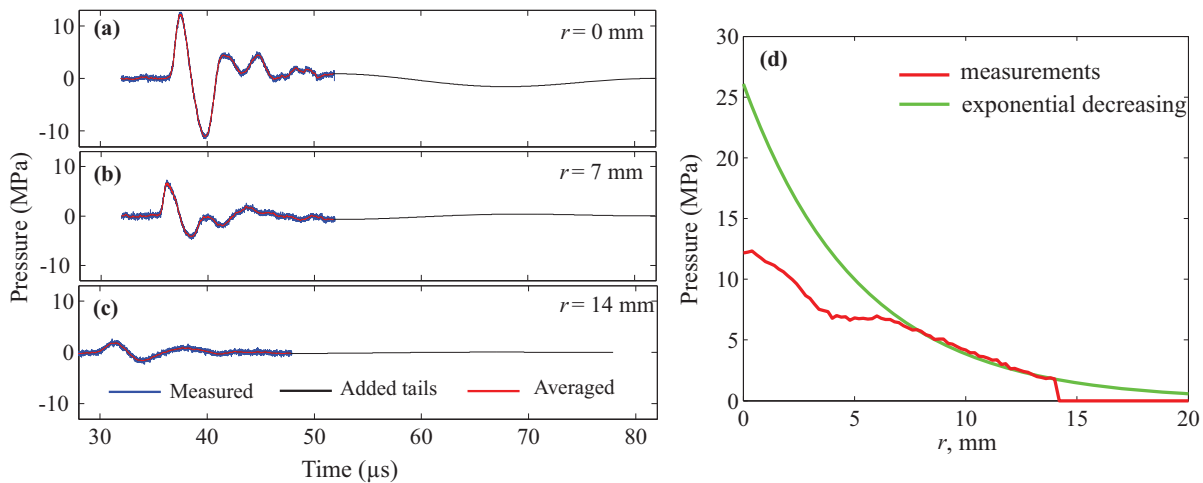 Pressure (MPa)
10
0
-10
(a)
r = 0 mm
10
0
-10
(b)
r = 7 mm
10
0
-10
(c)
r = 14 mm
Measured
Added tails
Averaged
30
40
50
60
70
80
Time (µs)
Pressure (MPa)
30
25
20
15
10
5
0
(d)
measurements
exponential decreasing
0
5
10
15
20
r, mm